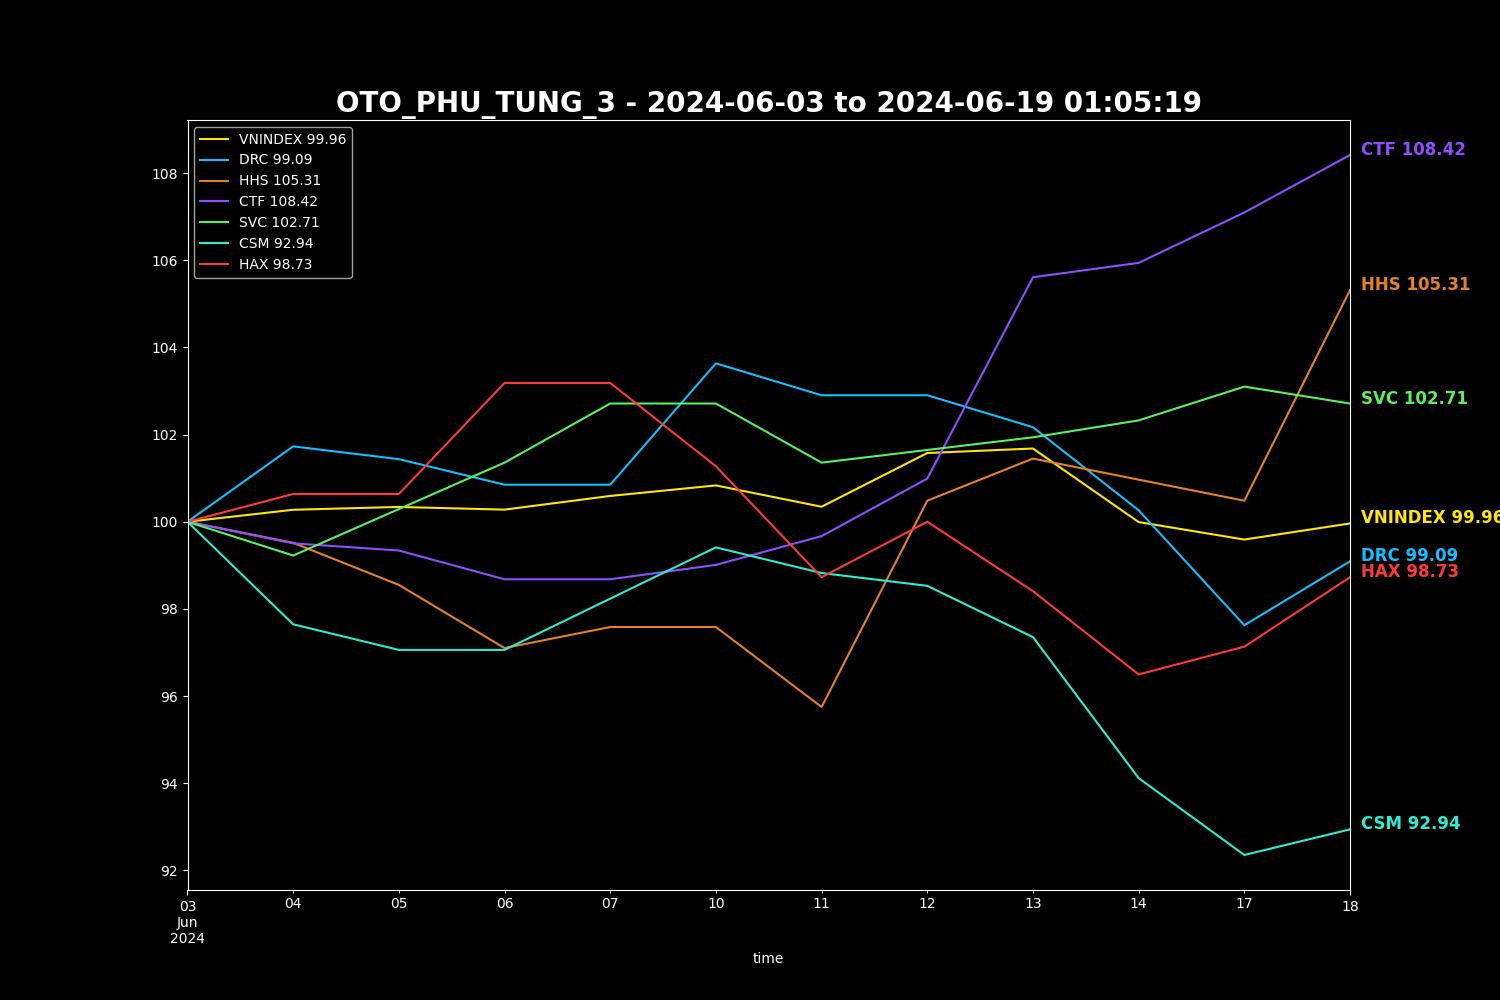 OTO_PHU_TUNG_3 - 2024-06-03 to 2024-06-19 01:05:19
VNINDEX 99.96
DRC 99.09
HHS 105.31
CTF 108.42
SVC 102.71
CSM 92.94
HAX 98.73
108
106
104
102
100
98
96
94
92
CTF 108.42
HHS 105.31
SVC 102.71
VNINDEX 99.96
DRC 99.09
HAX 98.73
CSM 92.94
03 04 05 06 07 10 11 12 13 14 17 18
Jun
2024
time